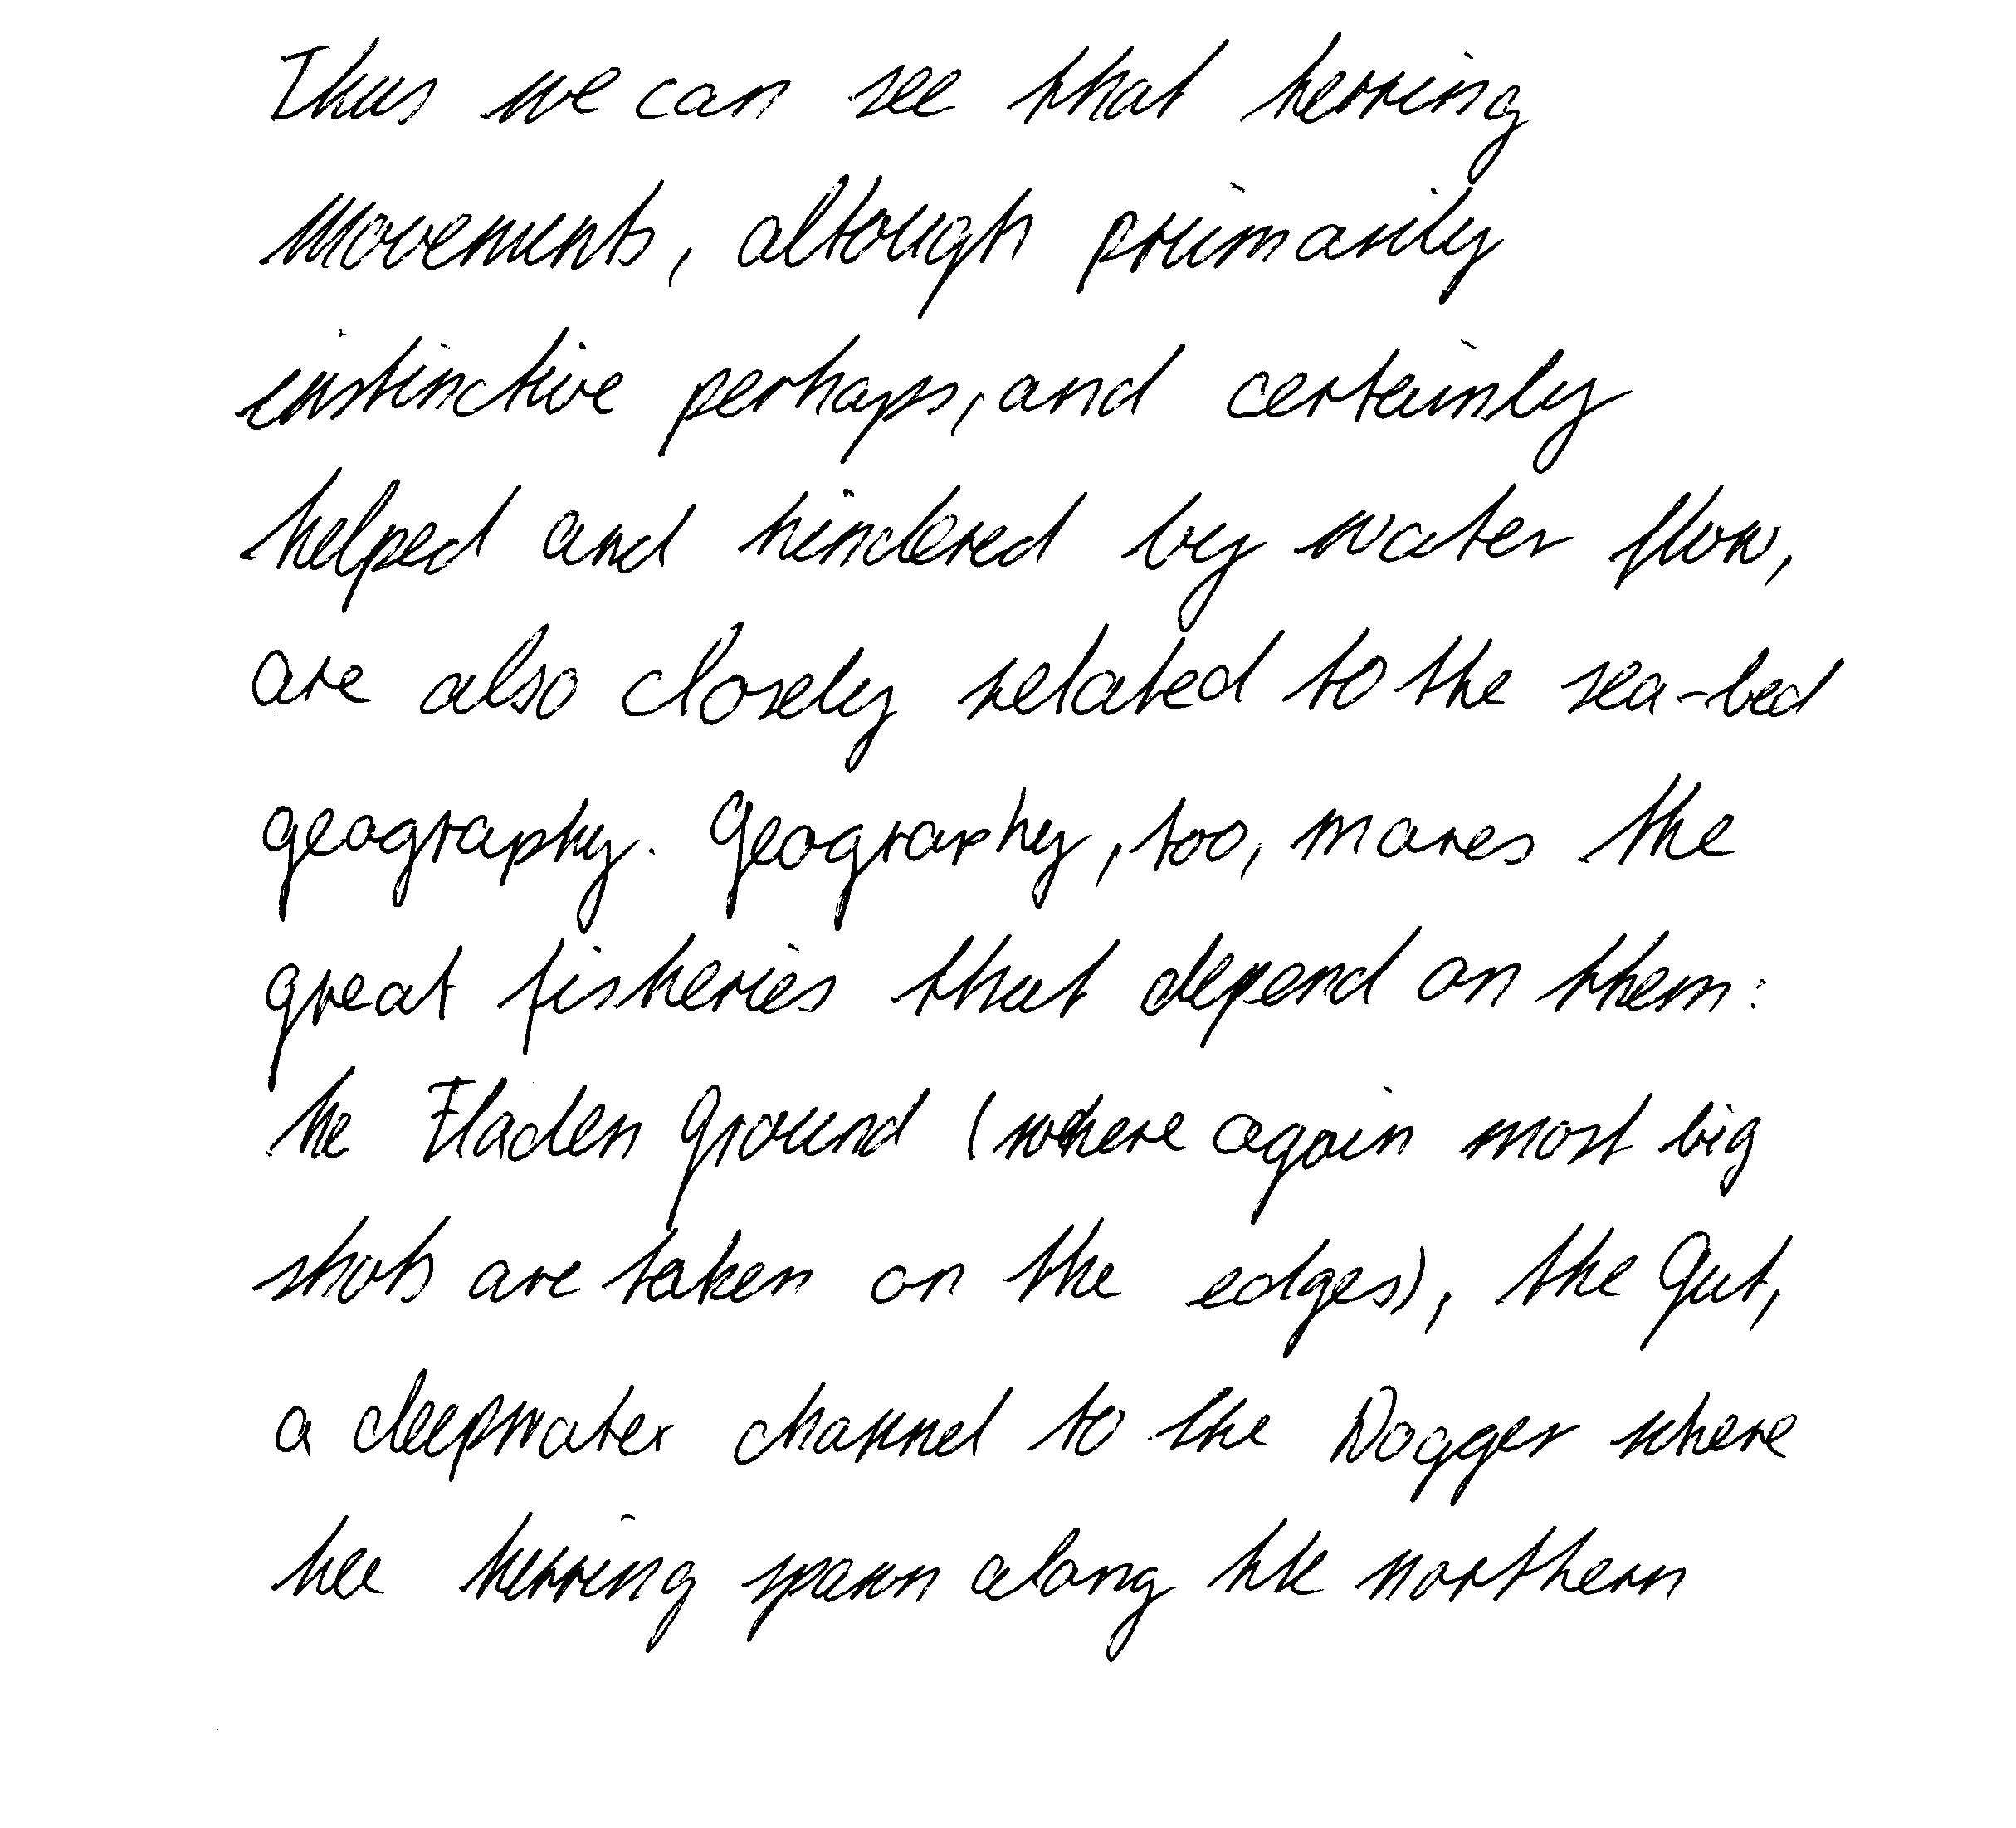 Thus we can see that herring
movements, altough primarily
instinctive perhaps, and certainly
helped and hindered by water flow,
are also closely related to the sea-bed
geography. Geography, too, mares the
great fisheries that depend on them:
the Fladen Ground (where again most big
shots are taken on the edges), the Gut,
a deepwater channel to the Dogger where
the herring spawn along the northern